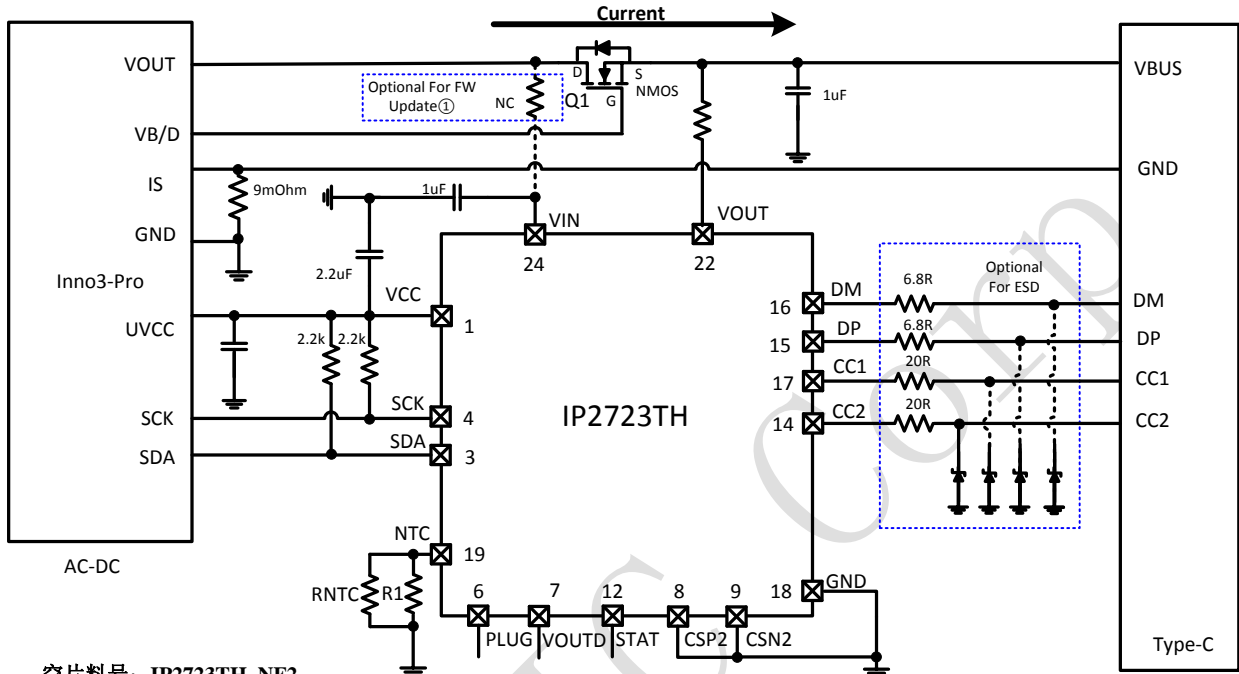 Current
VOUT
VB/D
IS
GND
Inno3-Pro
UVCC
SCK
SDA
AC-DC
Optional For FW
Update①
NC
D
S
NMOS
Q1
G
1uF
VBUS
GND
9mOhm
1uF
2.2uF
VIN
24
VOUT
22
VCC
1
2.2k
2.2k
SCK
4
SDA
3
IP2723TH
DM
16
DP
15
CC1
17
CC2
14
6.8R
6.8R
20R
20R
Optional
For ESD
DM
DP
CC1
CC2
Type-C
NTC
19
RNTC
R1
6
PLUG
7
VOUTD
12
STAT
8
CSP2
9
CSN2
18
GND
IP2723TH_NF2
C Corp